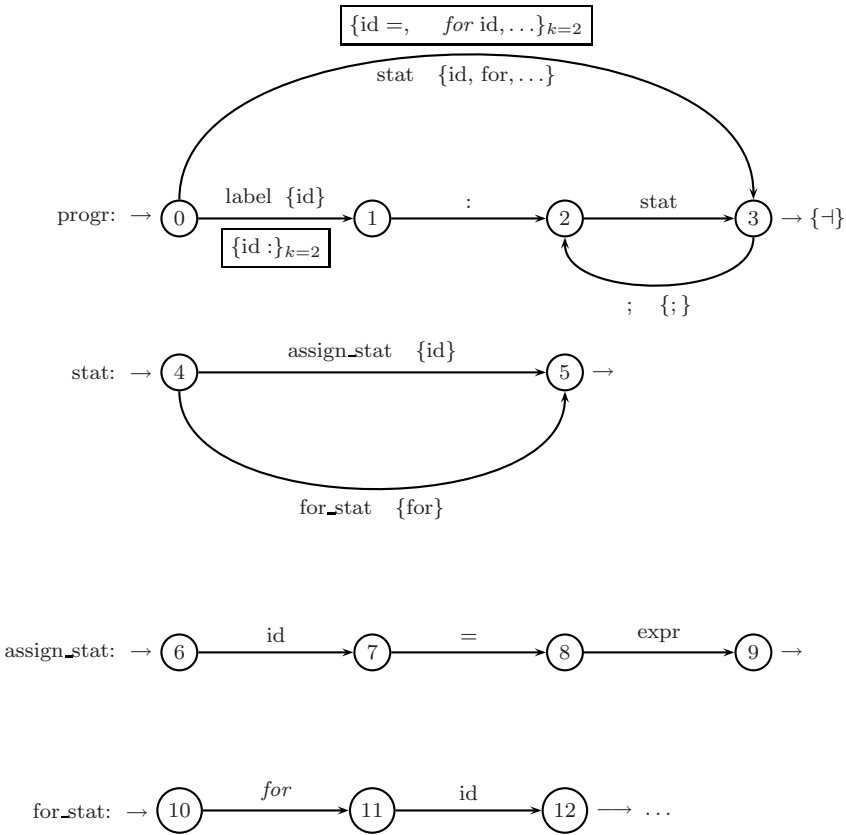 {id =, for id, . . .}k=2
stat {id, for, . . .}
label {id} : stat
progr: → 0 1 2 3 → {⊣}
{id :}k=2
; {; }
assign_stat {id}
stat: → 4 5 →
for_stat {for}
id = expr
assign_stat: → 6 7 8 9 →
for id
for_stat: → 10 11 12 ⟶ . . .